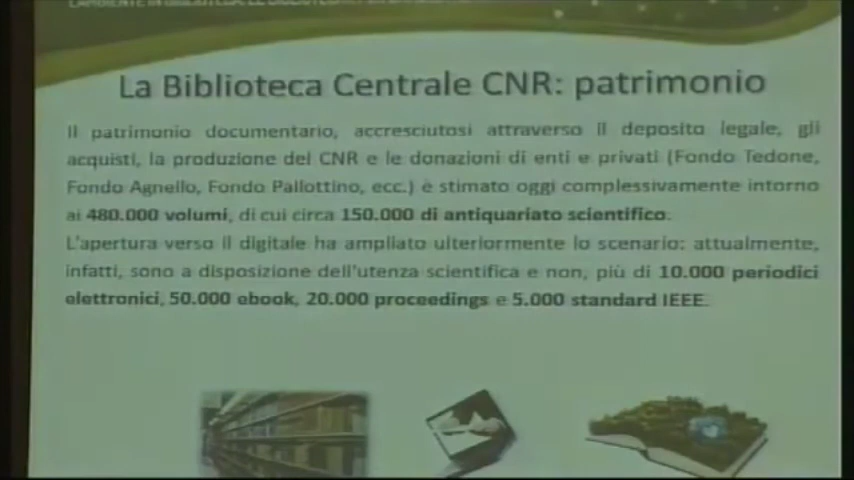 La Biblioteca Centrale CNR: patrimonio
Il patrimonio documentario, accresciutosi attraverso il deposito legale, gli
acquisti, la produzione del CNR e le donazioni di enti e privati (Fondo Tedone,
Fondo Agnello, Fondo Pallottino, ecc.) è stimato oggi complessivamente intorno
ai 480.000 volumi, di cui circa 150.000 di antiquariato scientifico.
L'apertura verso il digitale ha ampliato ulteriormente lo scenario: attualmente,
infatti, sono a disposizione dell'utenza scientifica e non, più di 10.000 periodici
elettronici, 50.000 ebook, 20.000 proceedings e 5.000 standard IEEE.